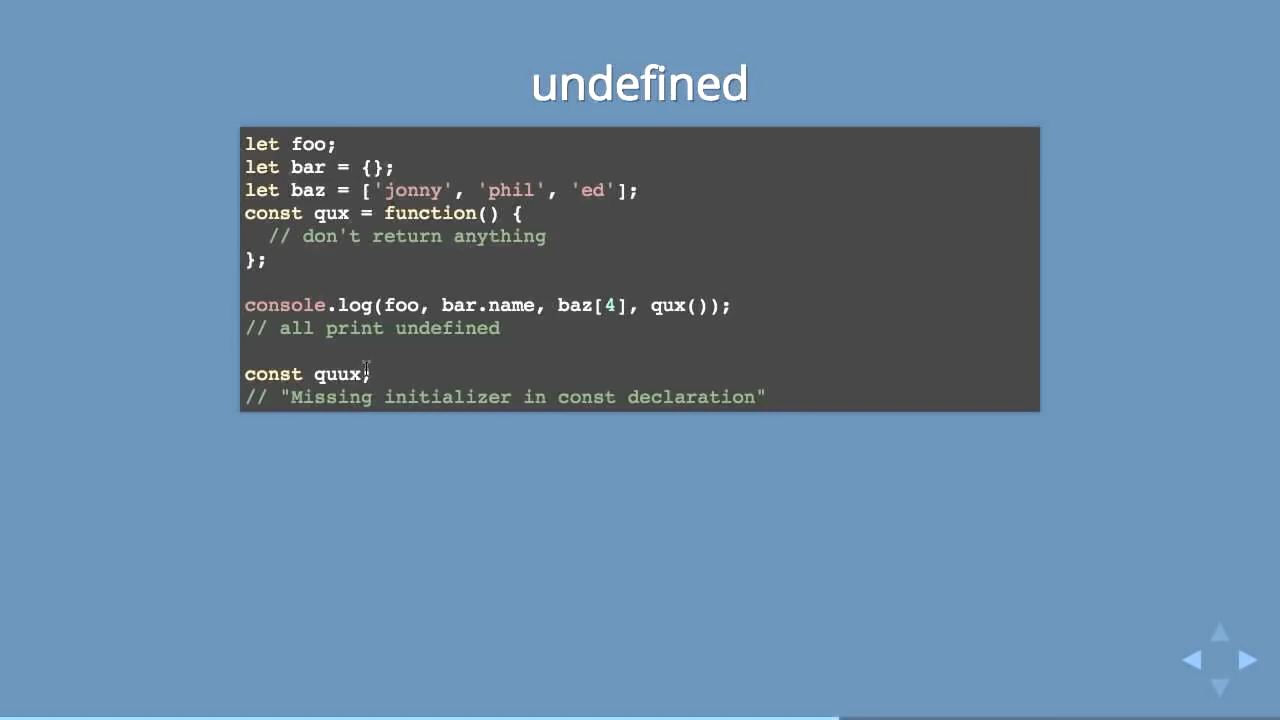 undefined
let foo;
let bar = {};
let baz = ['jonny', 'phil', 'ed'];
const qux = function() {
  // don't return anything
};
console.log(foo, bar.name, baz[4], qux());
// all print undefined
const quux;
// "Missing initializer in const declaration"